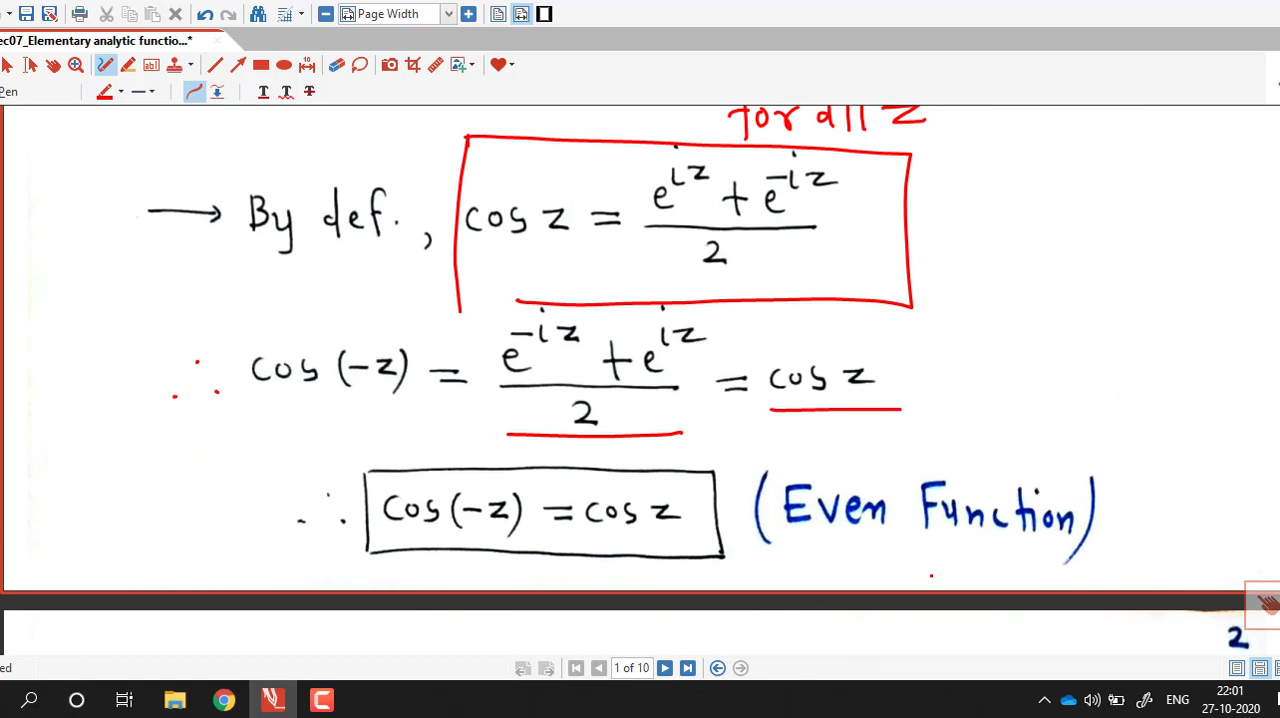 Page Width
ec07_Elementary analytic functio...*
Pen
for all z
→ By def., cos z = (e^{iz} + e^{-iz})/2
∴ cos(-z) = (e^{-iz} + e^{iz})/2 = cos z
∴ cos(-z) = cos z (Even Function)
2
ed
1 of 10
ENG
22:01
27-10-2020